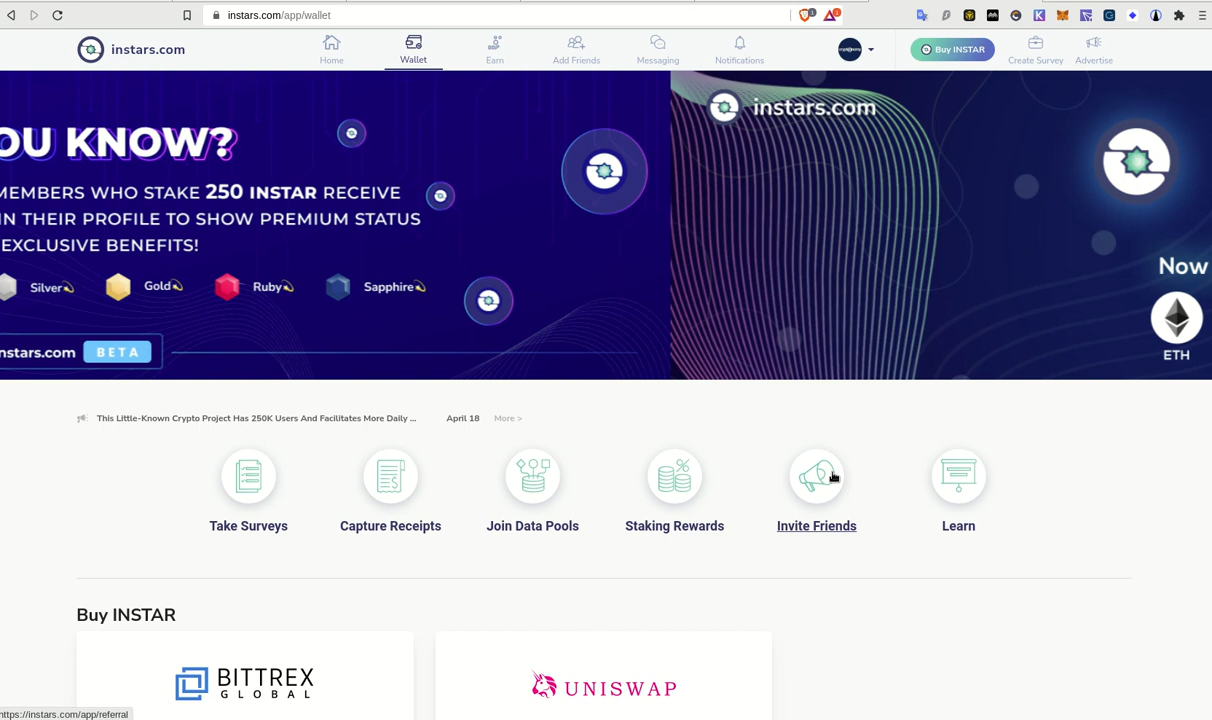 instars.com/app/wallet
1
1
instars.com
Home
Wallet
Earn
Add Friends
Messaging
Notifications
Buy INSTAR
Create Survey
Advertise
OU KNOW?
MEMBERS WHO STAKE 250 INSTAR RECEIVE
IN THEIR PROFILE TO SHOW PREMIUM STATUS
EXCLUSIVE BENEFITS!
Silver
Gold
Ruby
Sapphire
nstars.com BETA
instars.com
Now
ETH
This Little-Known Crypto Project Has 250K Users And Facilitates More Daily ... April 18 More >
Take Surveys
Capture Receipts
Join Data Pools
Staking Rewards
Invite Friends
Learn
Buy INSTAR
BITTREX
GLOBAL
UNISWAP
https://instars.com/app/referral